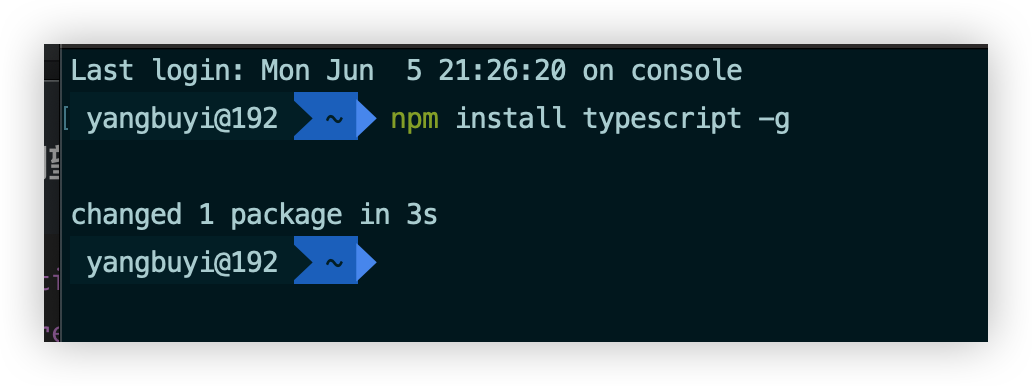 Last login: Mon Jun  5 21:26:20 on console
yangbuyi@192 ~ npm install typescript -g
changed 1 package in 3s
yangbuyi@192 ~